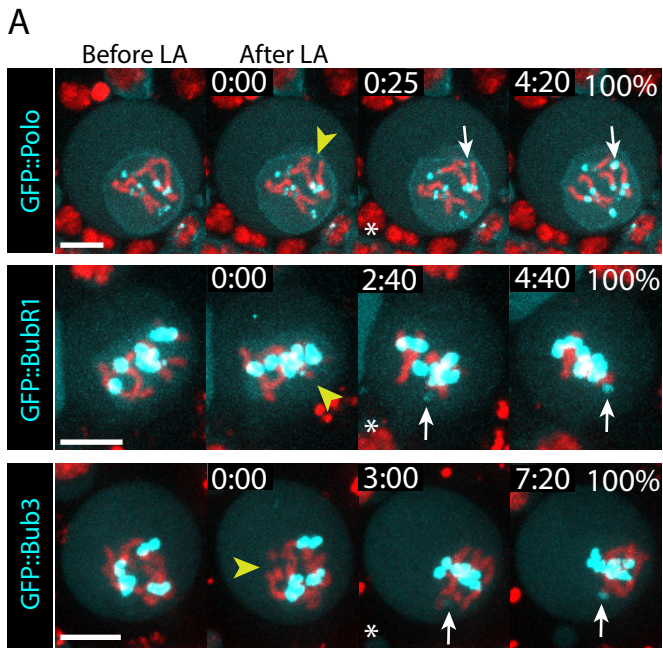 A
Before LA After LA
GFP::Polo 0:00 0:25 4:20 100%
*
GFP::BubR1 0:00 2:40 4:40 100%
*
GFP::Bub3 0:00 3:00 7:20 100%
*